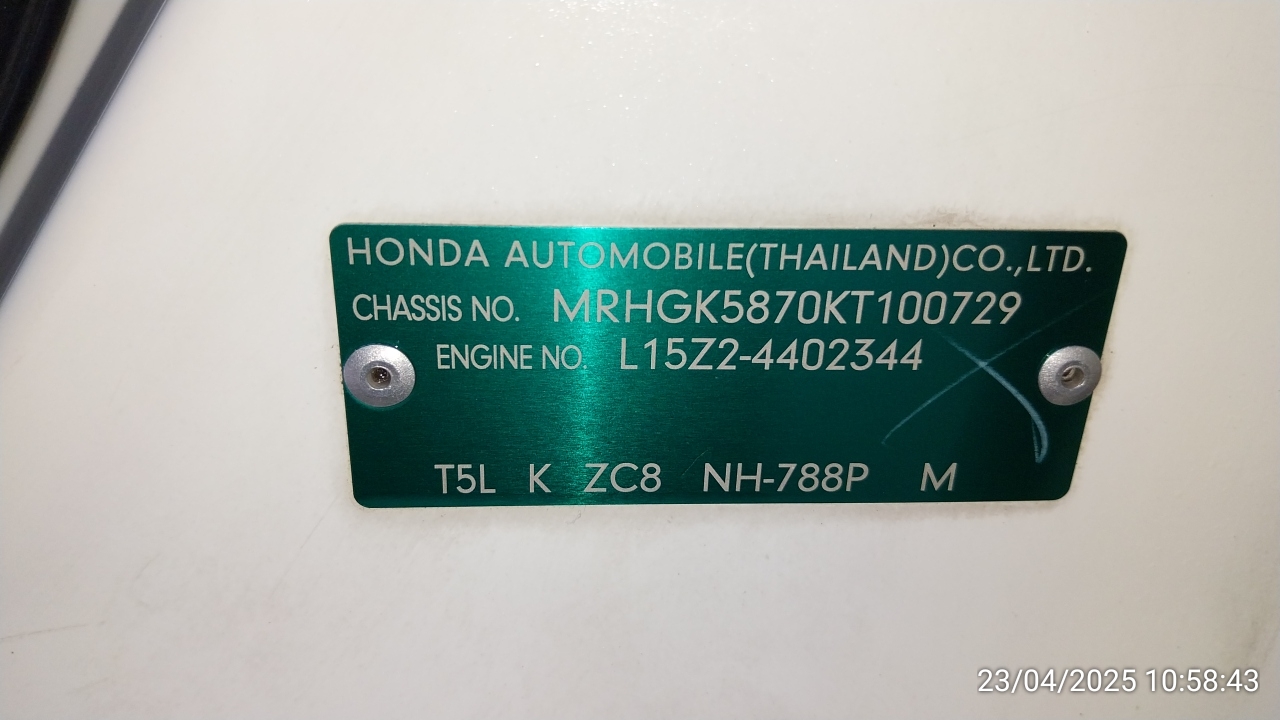 HONDA AUTOMOBILE(THAILAND)CO.,LTD.
CHASSIS NO. MRHGK5870KT100729
ENGINE NO. L15Z2-4402344
T5L K ZC8 NH-788P M
23/04/2025 10:58:43